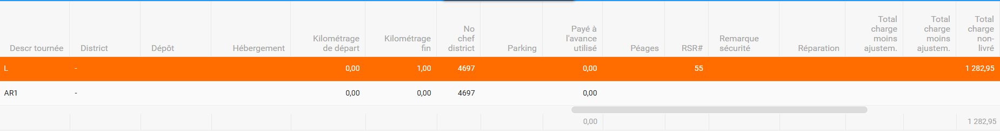 Descr tournée District Dépôt Hébergement Kilométrage de départ Kilométrage fin No chef district Parking Payé à l'avance utilisé Péages RSR# Remarque sécurité Réparation Total charge moins ajustem. Total charge moins ajustem. Total charge non-livré
L - 0,00 1,00 4697 0,00 55 1 282,95
AR1 - 0,00 0,00 4697 0,00
0,00 1 282,95